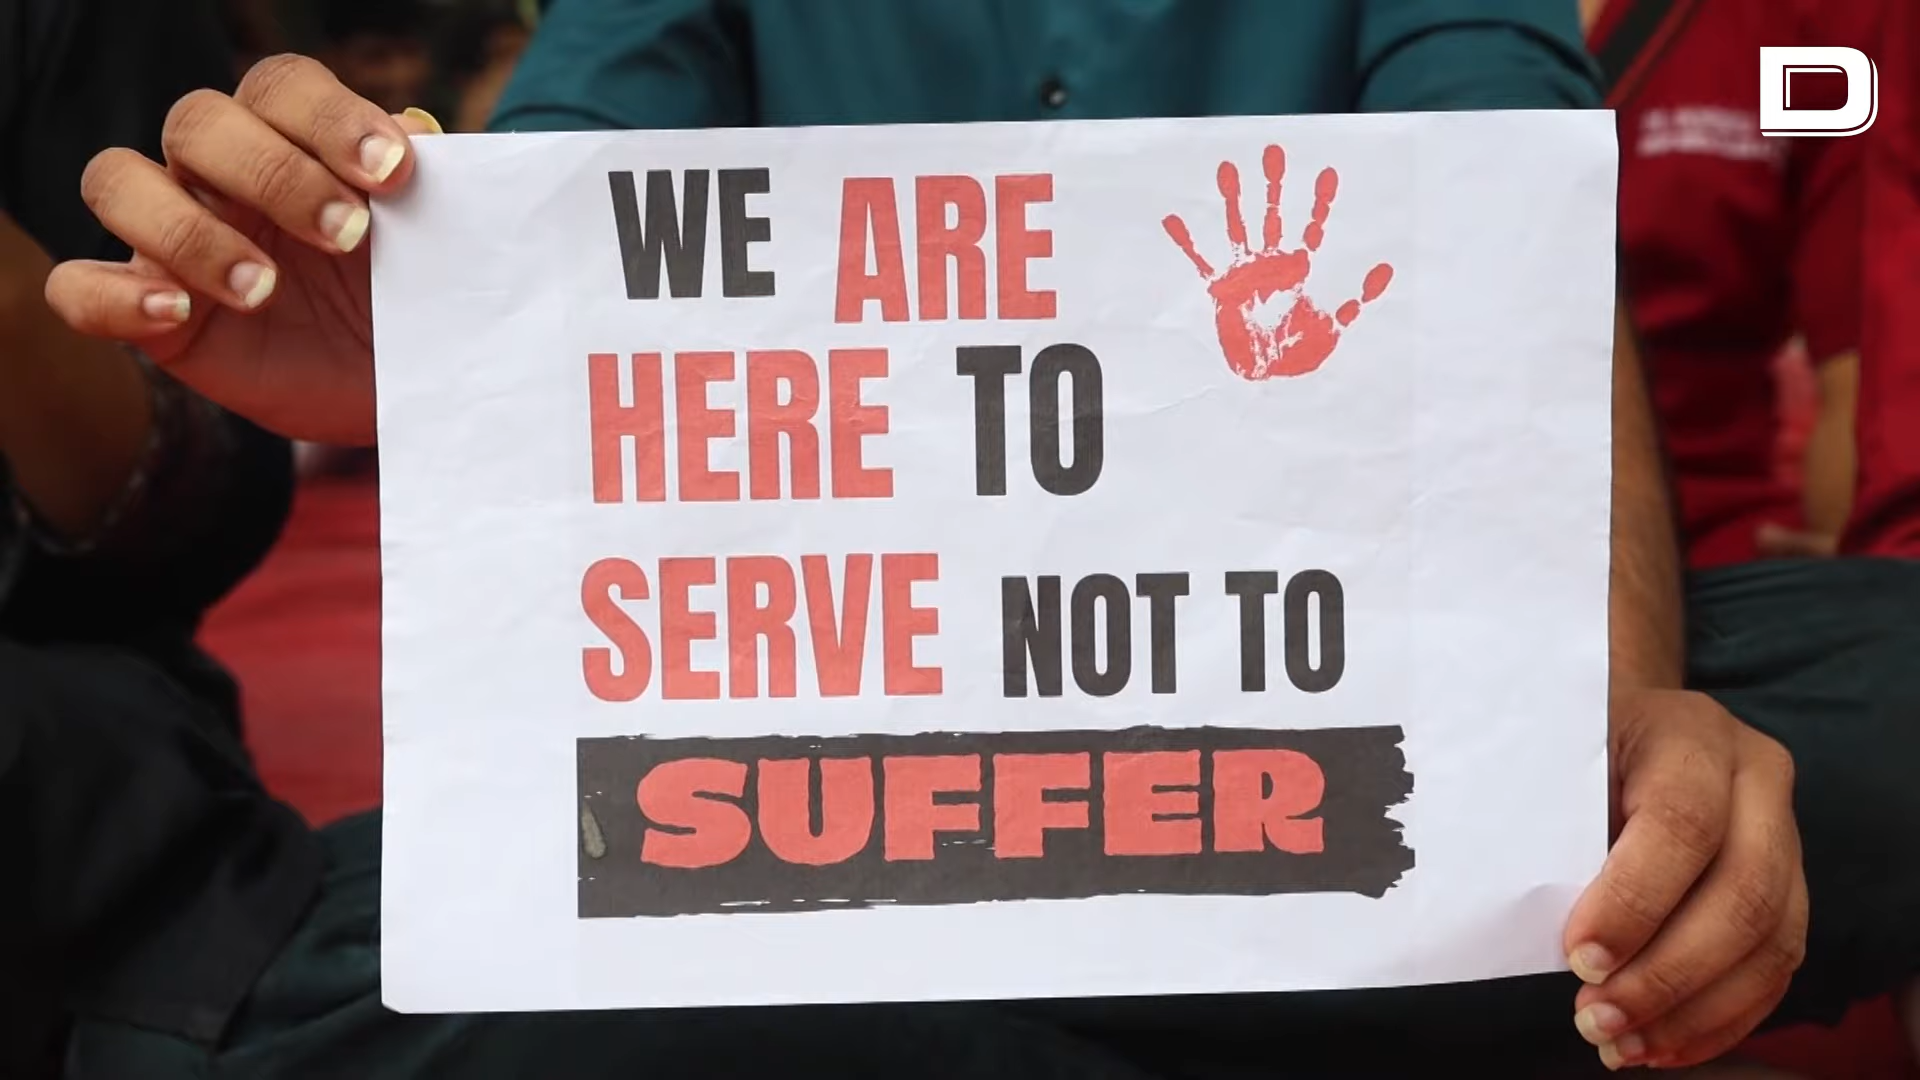 D
WE ARE
HERE TO
SERVE NOT TO
SUFFER